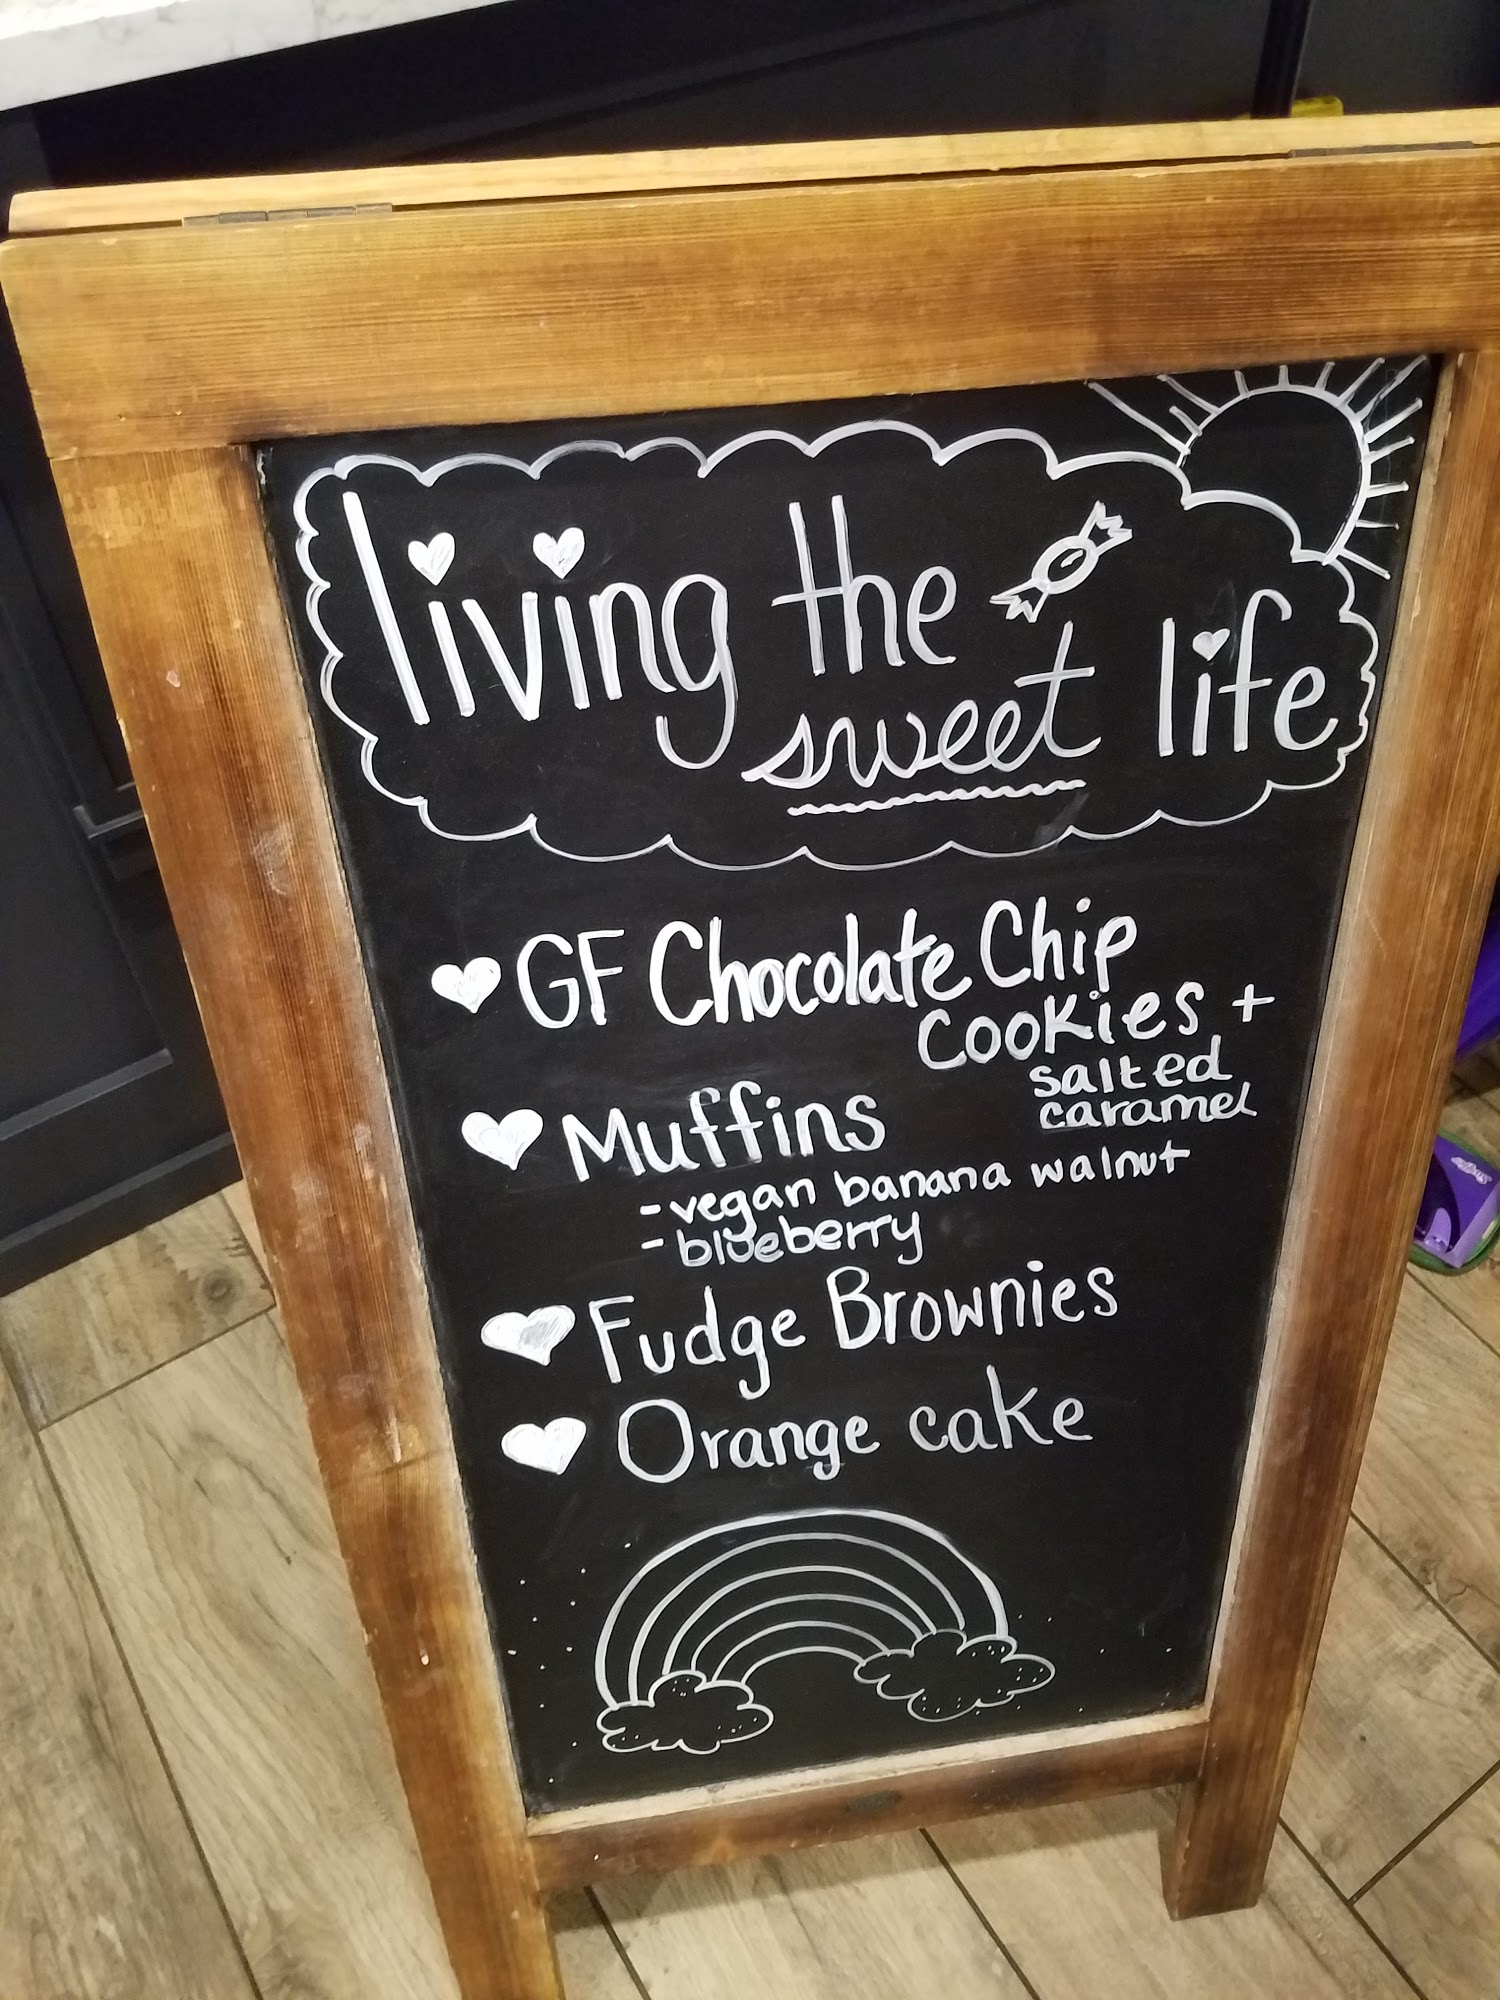 living the sweet life
GF Chocolate Chip
Cookies +
salted
caramel
Muffins
- vegan banana walnut
- blueberry
Fudge Brownies
Orange cake